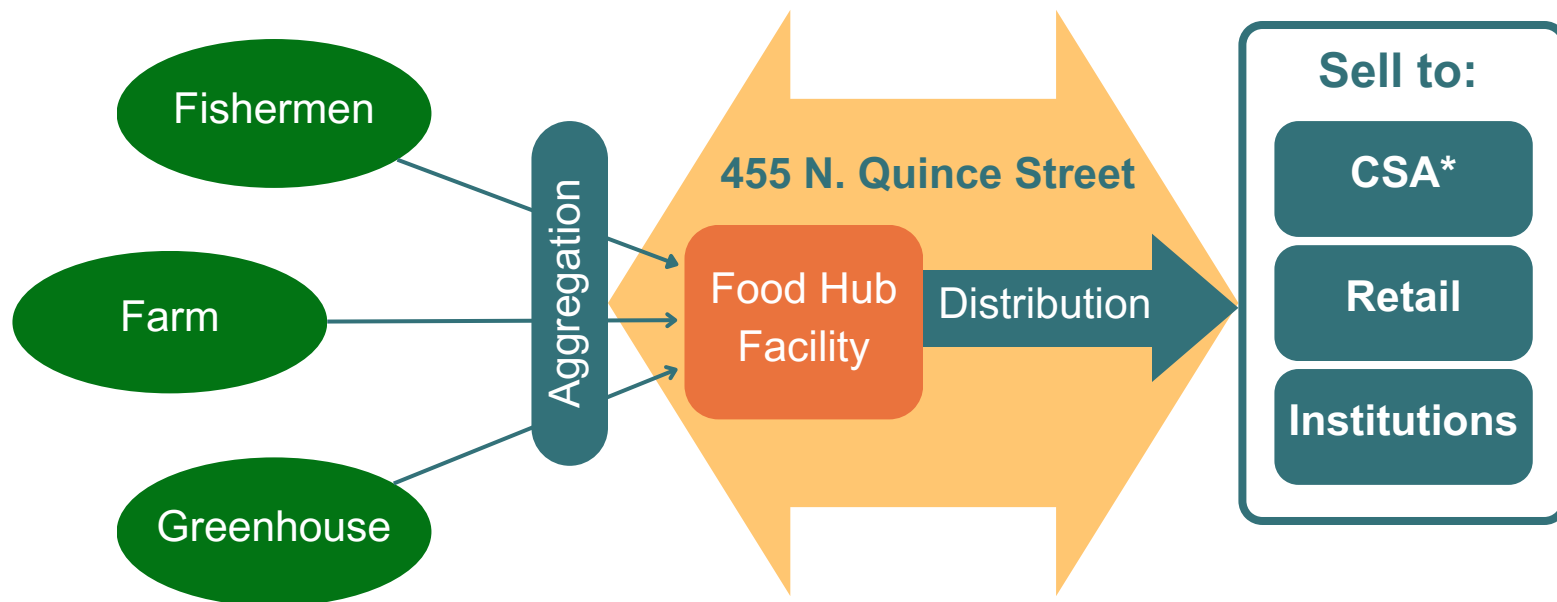 Fishermen
Farm
Greenhouse
Aggregation
455 N. Quince Street
Food Hub
Facility
Distribution
Sell to:
CSA*
Retail
Institutions